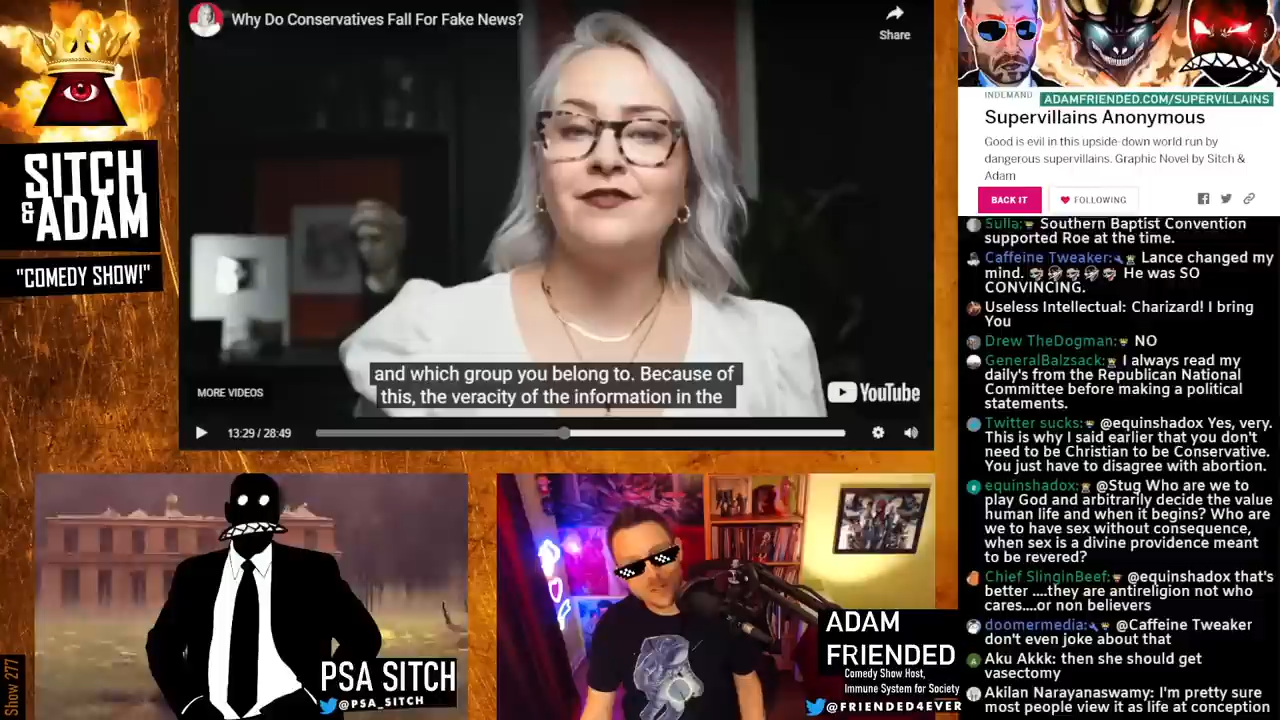 Why Do Conservatives Fall For Fake News?
Share
and which group you belong to. Because of
this, the veracity of the information in the
MORE VIDEOS
YouTube
13:29 / 28:49
SITCH
& ADAM
"COMEDY SHOW!"
Show 277
PSA SITCH
@PSA_SITCH
ADAM
FRIENDED
Comedy Show Host,
Immune System for Society
@FRIENDED4EVER
INDEMAND
ADAMFRIENDED.COM/SUPERVILLAINS
Supervillains Anonymous
Good is evil in this upside-down world run by
dangerous supervillains. Graphic Novel by Sitch &
Adam
BACK IT
FOLLOWING
Sulla: Southern Baptist Convention
supported Roe at the time.
Caffeine Tweaker: Lance changed my
mind. He was SO
CONVINCING.
Useless Intellectual: Charizard! I bring
You
Drew TheDogman: NO
GeneralBalzsack: I always read my
daily's from the Republican National
Committee before making a political
statements.
Twitter sucks: @equinshadox Yes, very.
This is why I said earlier that you don't
need to be Christian to be Conservative.
You just have to disagree with abortion.
equinshadox: @Stug Who are we to
play God and arbitrarily decide the value
human life and when it begins? Who are
we to have sex without consequence,
when sex is a divine providence meant
to be revered?
Chief SlinginBeef: @equinshadox that's
better ....they are antireligion not who
cares....or non believers
doomermedia: @Caffeine Tweaker
don't even joke about that
Aku Akkk: then she should get
vasectomy
Akilan Narayanaswamy: I'm pretty sure
most people view it as life at conception